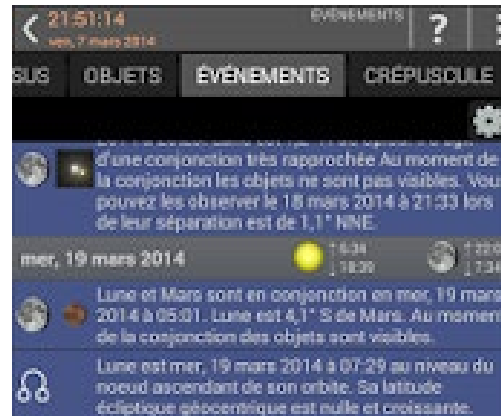 21:51:14
ven, 7 mars 2014
ÉVÉNEMENTS
?
SUS OBJETS ÉVÉNEMENTS CRÉPUSCULE
d'une conjonction très rapprochée Au moment de
la conjonction les objets ne sont pas visibles. Vous
pouvez les observer le 18 mars 2014 à 21:33 lors
de leur séparation est de 1,1° NNE.
mer, 19 mars 2014 ↑6:34
↓18:39
Lune et Mars sont en conjonction en mer, 19 mars
2014 à 05:01. Lune est 4,1° S de Mars. Au moment
de la conjonction des objets sont visibles.
Lune est mer, 19 mars 2014 à 07:29 au niveau du
noeud ascendant de son orbite. Sa latitude
écliptique géocentrique est nulle et croissante.